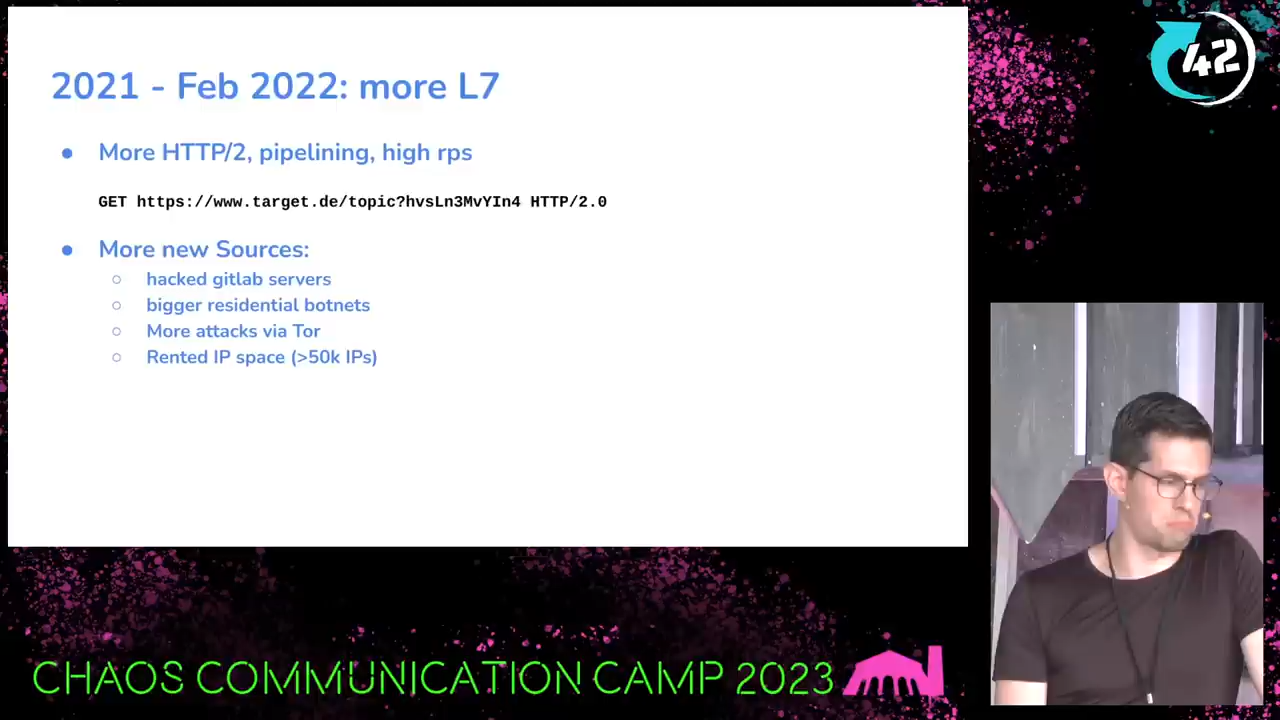 2021 - Feb 2022: more L7
● More HTTP/2, pipelining, high rps
GET https://www.target.de/topic?hvsLn3MvYIn4 HTTP/2.0
● More new Sources:
○ hacked gitlab servers
○ bigger residential botnets
○ More attacks via Tor
○ Rented IP space (>50k IPs)
42
CHAOS COMMUNICATION CAMP 2023